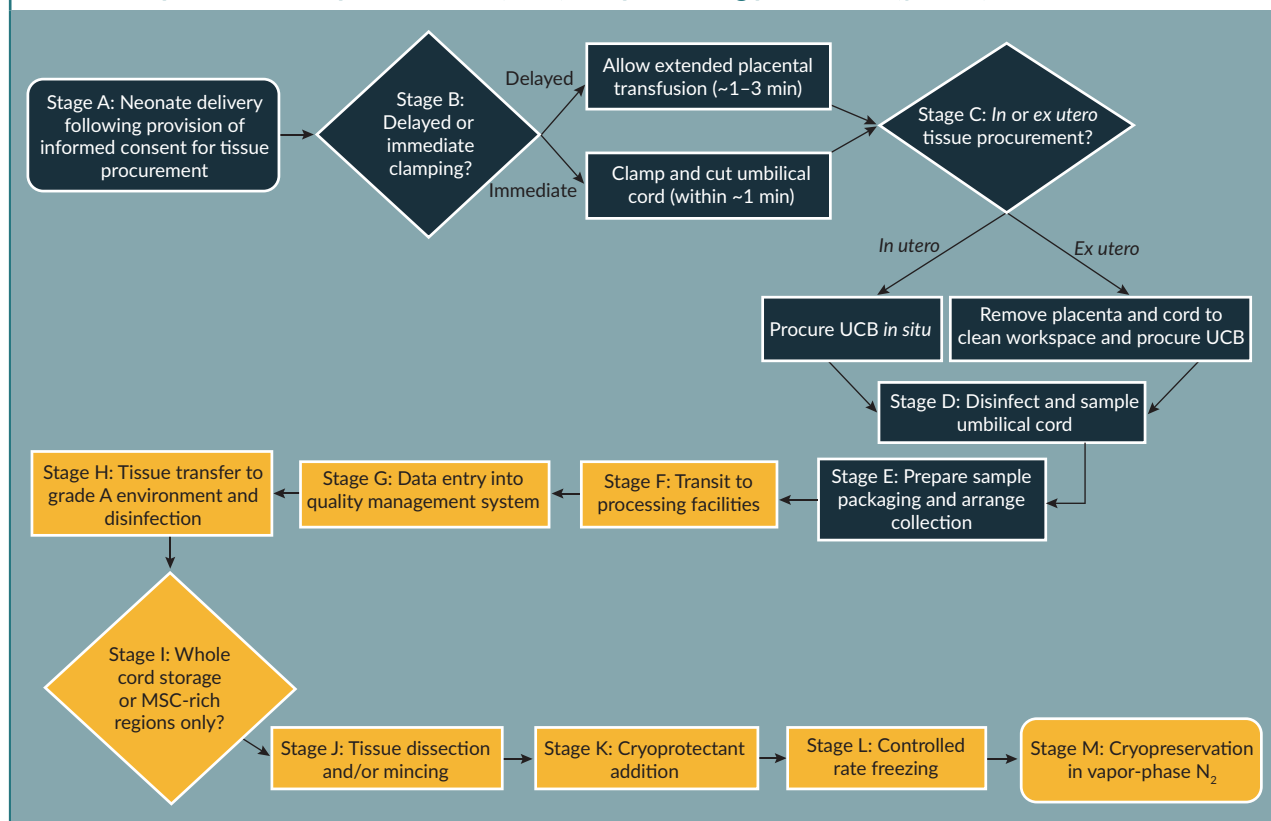 Stage A: Neonate delivery
following provision of
informed consent for tissue
procurement
Stage B:
Delayed or
immediate
clamping?
Delayed
Immediate
Allow extended placental
transfusion (~1–3 min)
Clamp and cut umbilical
cord (within ~1 min)
Stage C: In or ex utero
tissue procurement?
In utero
Ex utero
Procure UCB in situ
Remove placenta and cord to
clean workspace and procure UCB
Stage D: Disinfect and sample
umbilical cord
Stage E: Prepare sample
packaging and arrange
collection
Stage F: Transit to
processing facilities
Stage G: Data entry into
quality management system
Stage H: Tissue transfer to
grade A environment and
disinfection
Stage I: Whole
cord storage
or MSC-rich
regions only?
Stage J: Tissue dissection
and/or mincing
Stage K: Cryoprotectant
addition
Stage L: Controlled
rate freezing
Stage M: Cryopreservation
in vapor-phase N₂